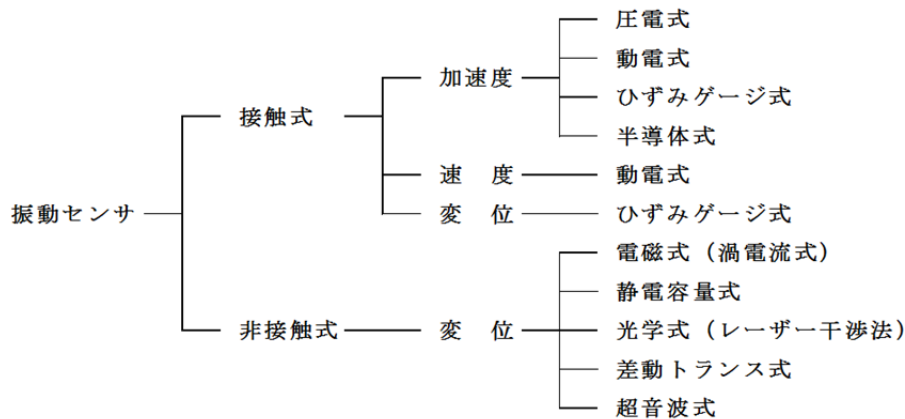 圧電式
動電式
加速度
ひずみゲージ式
接触式
半導体式
速 度
動電式
振動センサ
変 位
ひずみゲージ式
電磁式（渦電流式）
静電容量式
非接触式
変 位
光学式（レーザー干渉法）
差動トランス式
超音波式